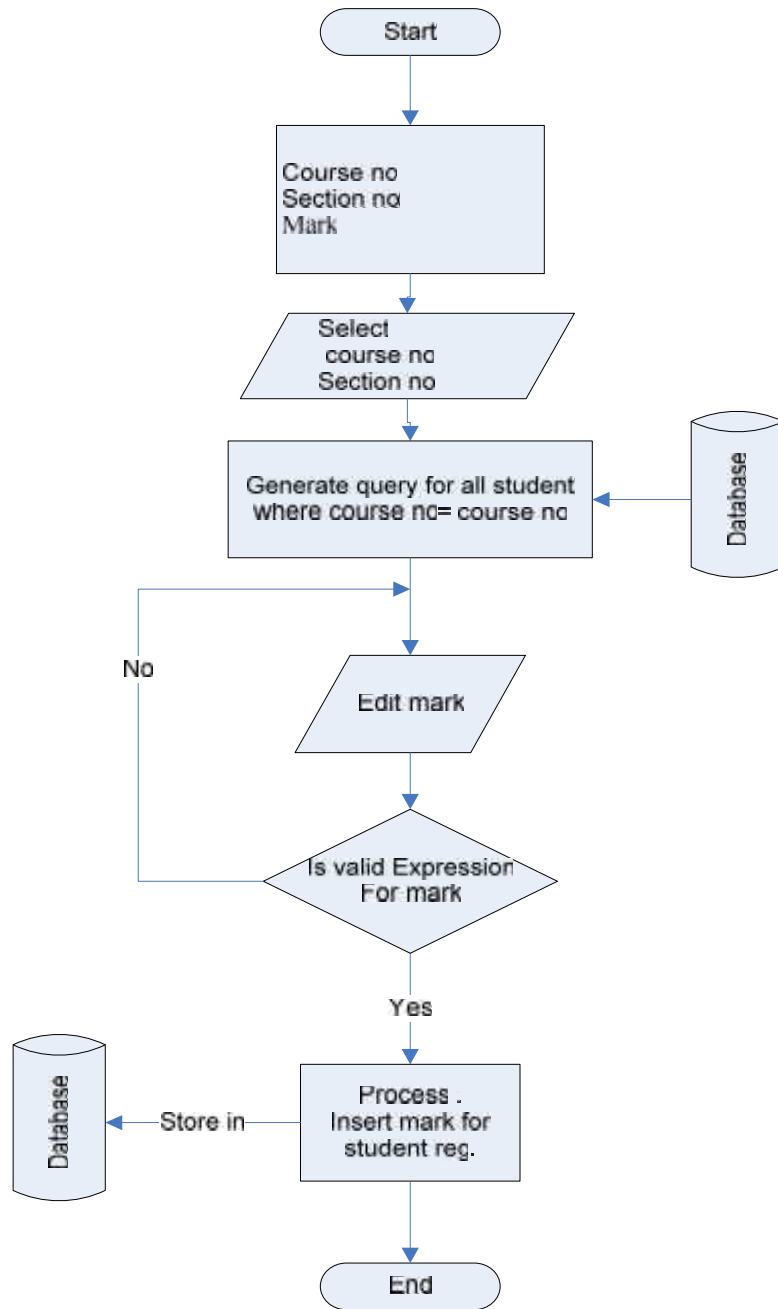 Start
Course no
Section no
Mark
Select
course no
Section no
Generate query for all student
where course no= course no
Database
No
Edit mark
Is valid Expression
For mark
Yes
Database
Store in
Process .
Insert mark for
student reg.
End